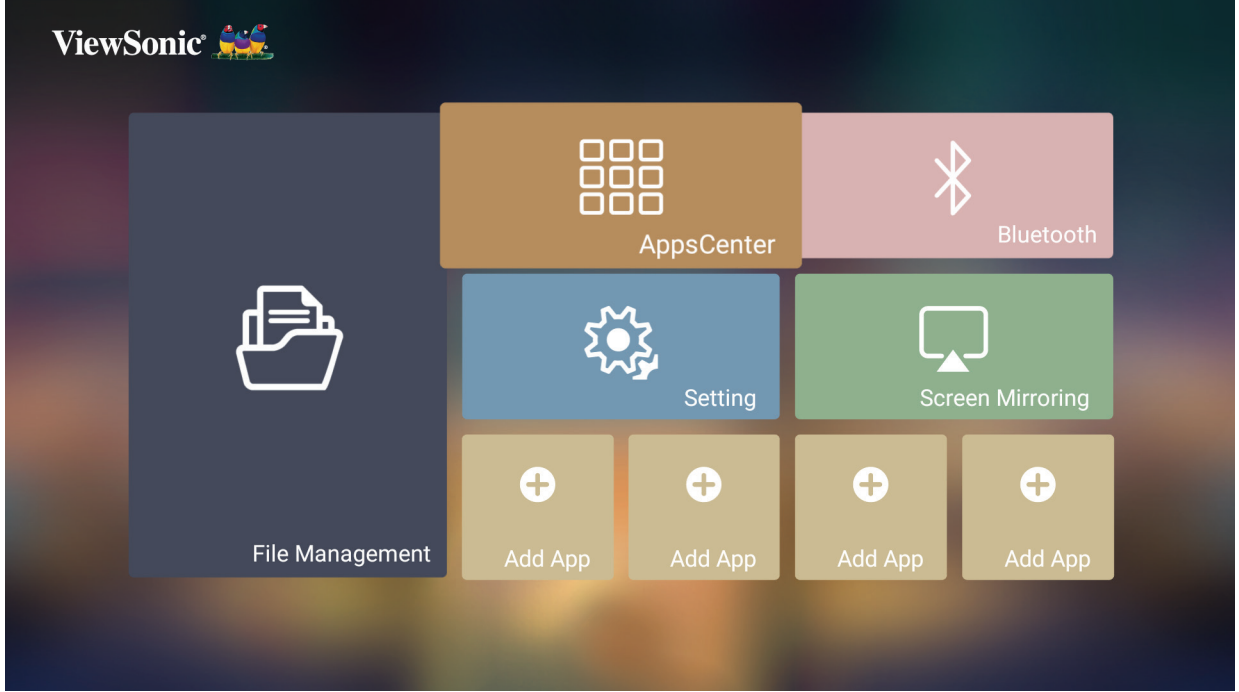 ViewSonic®
AppsCenter
Bluetooth
Setting
Screen Mirroring
File Management
Add App
Add App
Add App
Add App